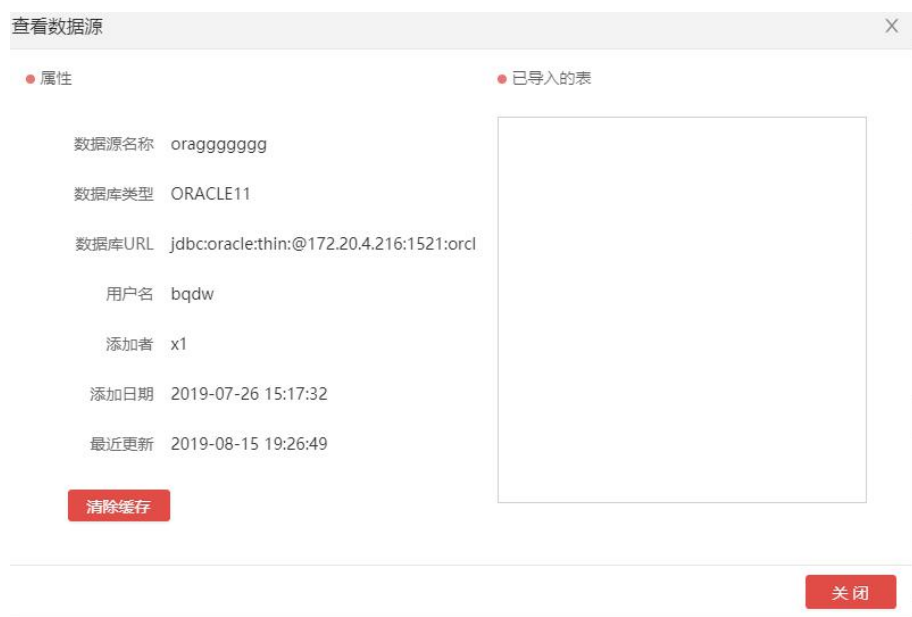 查看数据源
属性
已导入的表
数据源名称 oraggggggg
数据库类型 ORACLE11
数据库URL jdbc:oracle:thin:@172.20.4.216:1521:orcl
用户名 bqdw
添加者 x1
添加日期 2019-07-26 15:17:32
最近更新 2019-08-15 19:26:49
清除缓存
关闭